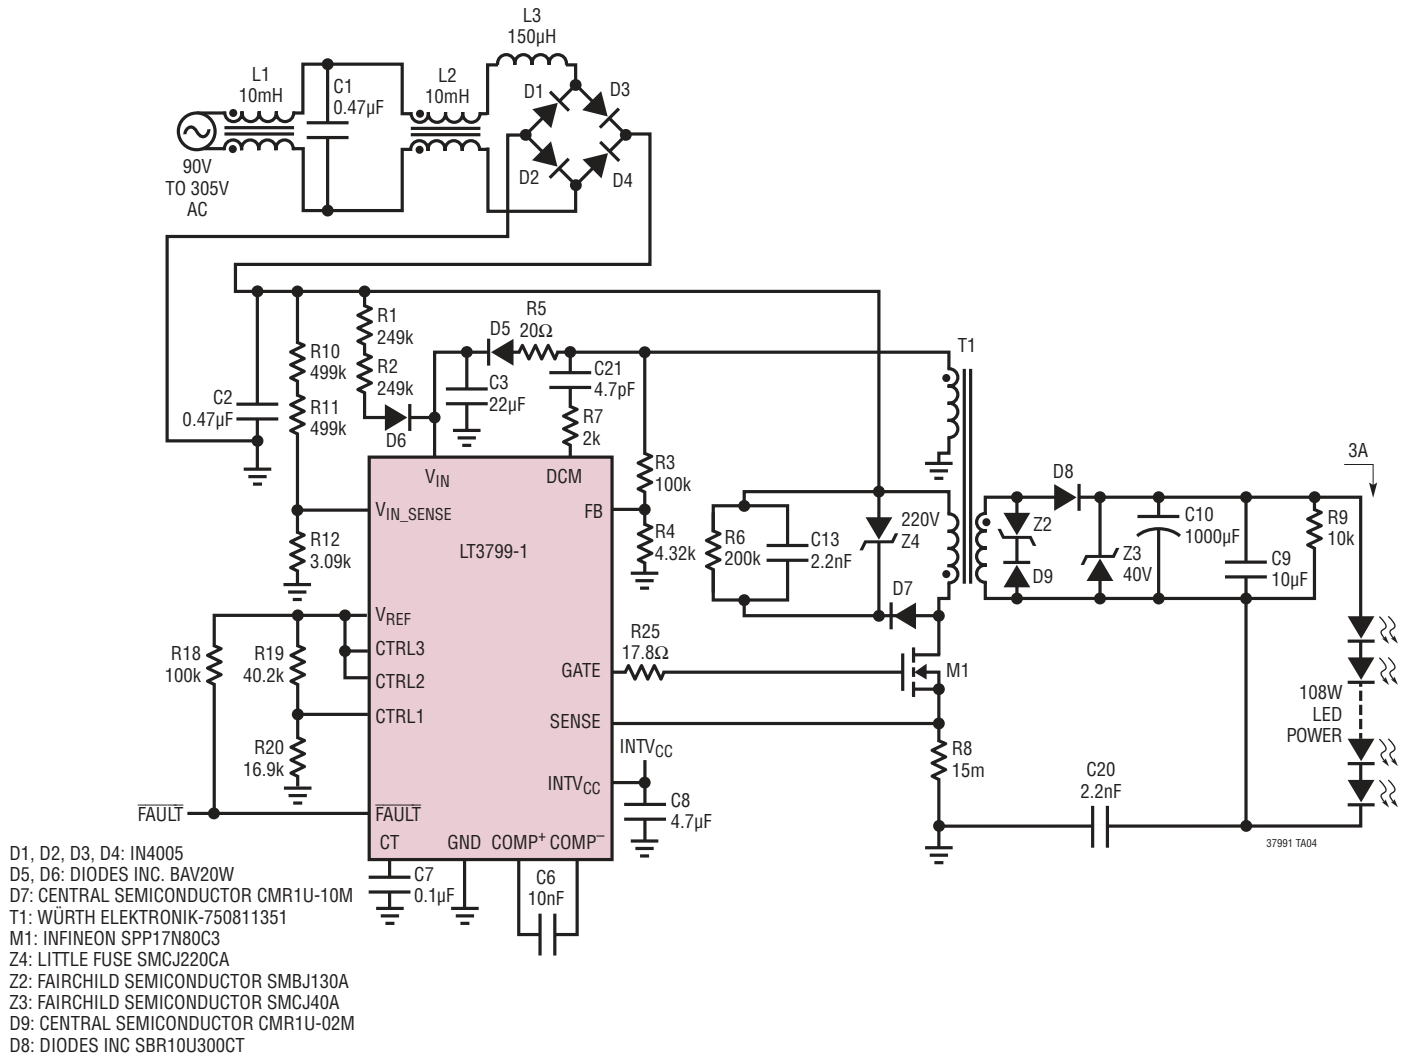 L3
150µH
L1
10mH
C1
0.47µF
L2
10mH
D1
D3
D2
D4
90V
TO 305V
AC
R1
249k
R2
249k
D5
R5
20Ω
T1
R10
499k
C3
22µF
C21
4.7pF
C2
0.47µF
R11
499k
D6
R7
2k
R3
100k
VIN
DCM
VIN_SENSE
FB
LT3799-1
R12
3.09k
R4
4.32k
R6
200k
C13
2.2nF
220V
Z4
D7
D8
3A
Z2
D9
Z3
40V
C10
1000µF
C9
10µF
R9
10k
VREF
CTRL3
CTRL2
CTRL1
R18
100k
R19
40.2k
R20
16.9k
GATE
R25
17.8Ω
M1
SENSE
INTVCC
INTVCC
R8
15m
C8
4.7µF
C20
2.2nF
108W
LED
POWER
FAULT
FAULT
CT
GND
COMP+
COMP–
C7
0.1µF
C6
10nF
37991 TA04
D1, D2, D3, D4: IN4005
D5, D6: DIODES INC. BAV20W
D7: CENTRAL SEMICONDUCTOR CMR1U-10M
T1: WÜRTH ELEKTRONIK-750811351
M1: INFINEON SPP17N80C3
Z4: LITTLE FUSE SMCJ220CA
Z2: FAIRCHILD SEMICONDUCTOR SMBJ130A
Z3: FAIRCHILD SEMICONDUCTOR SMCJ40A
D9: CENTRAL SEMICONDUCTOR CMR1U-02M
D8: DIODES INC SBR10U300CT